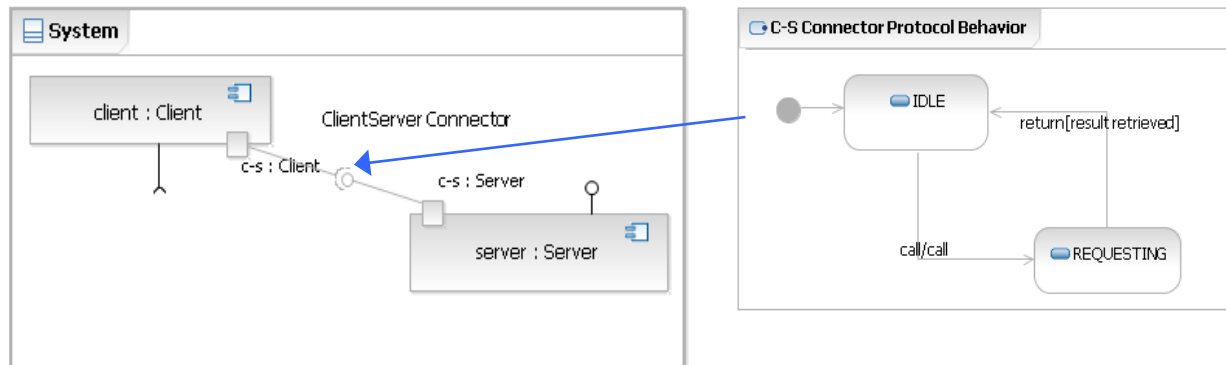 System
client : Client
ClientServer Connector
c-s : Client
c-s : Server
server : Server
C-S Connector Protocol Behavior
IDLE
return[result retrieved]
call/call
REQUESTING